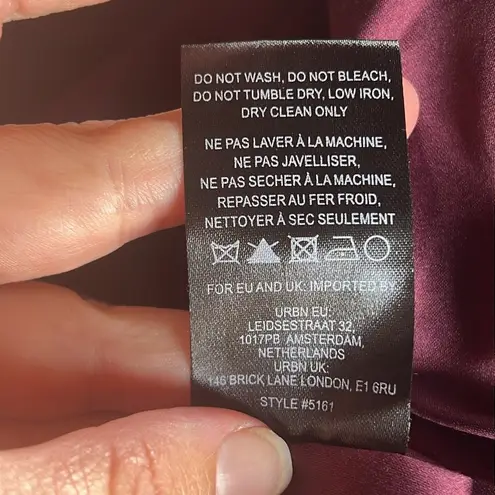 DO NOT WASH, DO NOT BLEACH,
DO NOT TUMBLE DRY, LOW IRON,
DRY CLEAN ONLY
NE PAS LAVER À LA MACHINE,
NE PAS JAVELLISER,
NE PAS SECHER À LA MACHINE,
REPASSER AU FER FROID,
NETTOYER À SEC SEULEMENT
FOR EU AND UK: IMPORTED BY
URBN EU:
LEIDSESTRAAT 32,
1017PB AMSTERDAM,
NETHERLANDS
URBN UK:
146 BRICK LANE LONDON, E1 6RU
STYLE #5161